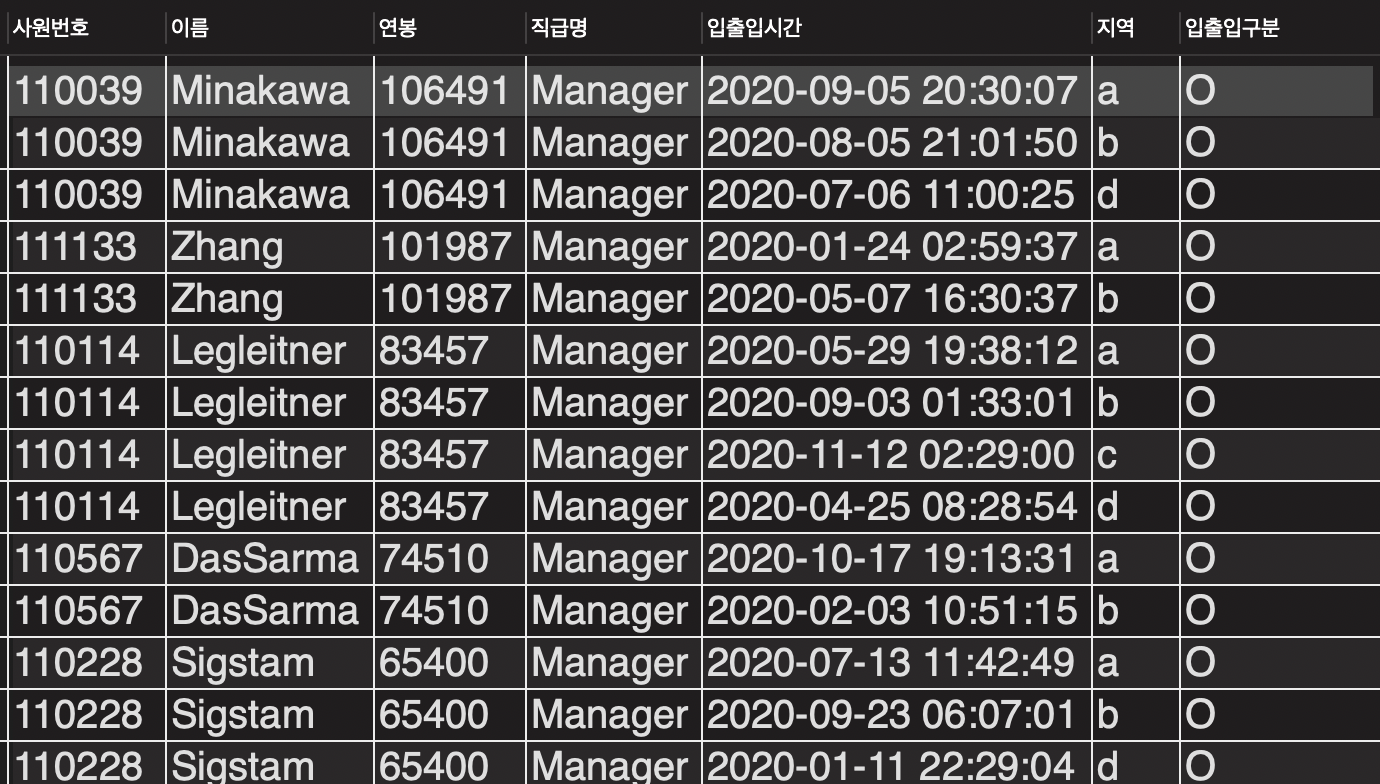 사원번호 이름 연봉 직급명 입출입시간 지역 입출입구분
110039 Minakawa 106491 Manager 2020-09-05 20:30:07 a O
110039 Minakawa 106491 Manager 2020-08-05 21:01:50 b O
110039 Minakawa 106491 Manager 2020-07-06 11:00:25 d O
111133 Zhang 101987 Manager 2020-01-24 02:59:37 a O
111133 Zhang 101987 Manager 2020-05-07 16:30:37 b O
110114 Legleitner 83457 Manager 2020-05-29 19:38:12 a O
110114 Legleitner 83457 Manager 2020-09-03 01:33:01 b O
110114 Legleitner 83457 Manager 2020-11-12 02:29:00 c O
110114 Legleitner 83457 Manager 2020-04-25 08:28:54 d O
110567 DasSarma 74510 Manager 2020-10-17 19:13:31 a O
110567 DasSarma 74510 Manager 2020-02-03 10:51:15 b O
110228 Sigstam 65400 Manager 2020-07-13 11:42:49 a O
110228 Sigstam 65400 Manager 2020-09-23 06:07:01 b O
110228 Sigstam 65400 Manager 2020-01-11 22:29:04 d O